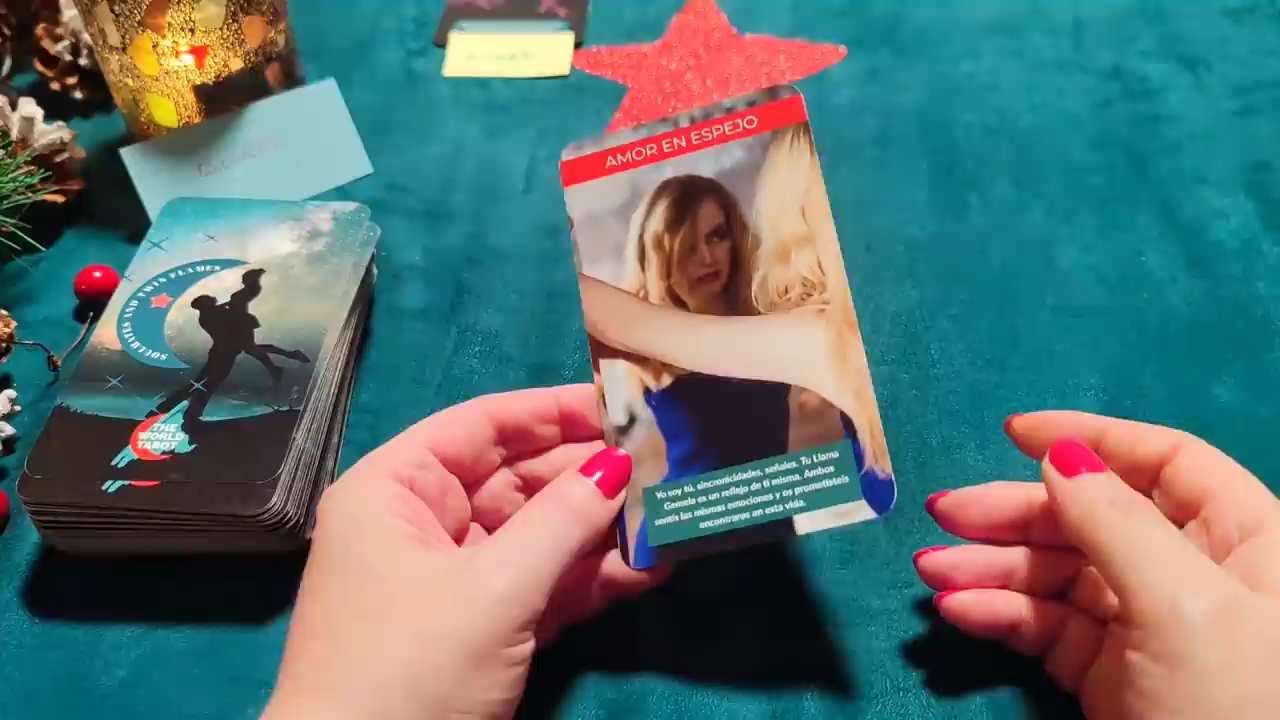 AMOR EN ESPEJO
SOULMATES AND TWIN FLAMES
THE
WORLD
TAROT
Yo soy tú, sincronicidades, señales. Tu Llama
Gemela es un reflejo de ti misma. Ambos
sentís las mismas emociones y os prometisteis
encontraros en esta vida.